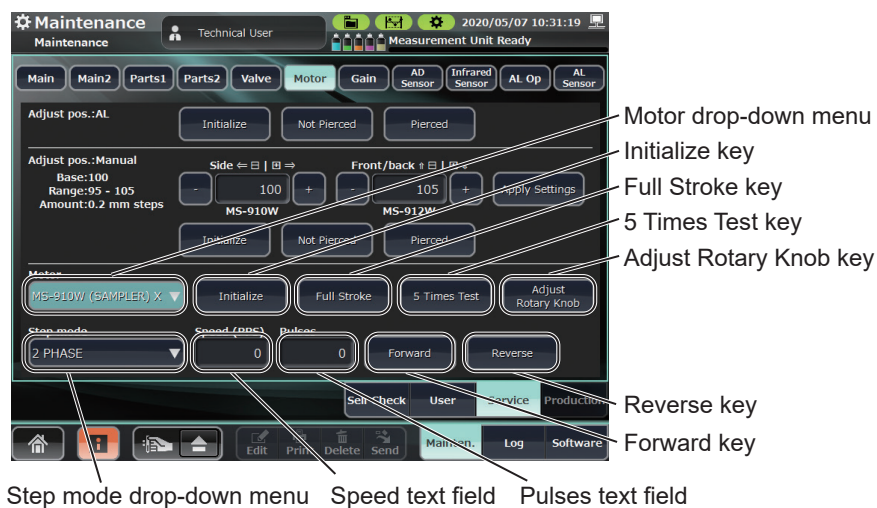 Maintenance
Maintenance
Technical User
2020/05/07 10:31:19
Measurement Unit Ready
Main Main2 Parts1 Parts2 Valve Motor Gain AD Sensor Infrared Sensor AL Op AL Sensor
Adjust pos.:AL
Initialize Not Pierced Pierced
Adjust pos.:Manual
Base:100
Range:95 - 105
Amount:0.2 mm steps
Side ⇐ ⊟ | ⊞ ⇒ Front/back ⇑ ⊟ | ⊞ ⇓
- 100 + - 105 + Apply Settings
MS-910W MS-912W
Initialize Not Pierced Pierced
Motor
MS-910W (SAMPLER) X ▼ Initialize Full Stroke 5 Times Test Adjust Rotary Knob
Step mode Speed (PPS) Pulses
2 PHASE ▼ 0 0 Forward Reverse
Self Check User Service Production
Edit Print Delete Send Mainten. Log Software
Motor drop-down menu
Initialize key
Full Stroke key
5 Times Test key
Adjust Rotary Knob key
Reverse key
Forward key
Step mode drop-down menu Speed text field Pulses text field